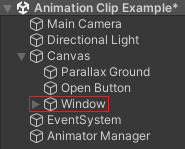 Animation Clip Example*
Main Camera
Directional Light
Canvas
Parallax Ground
Open Button
Window
EventSystem
Animator Manager